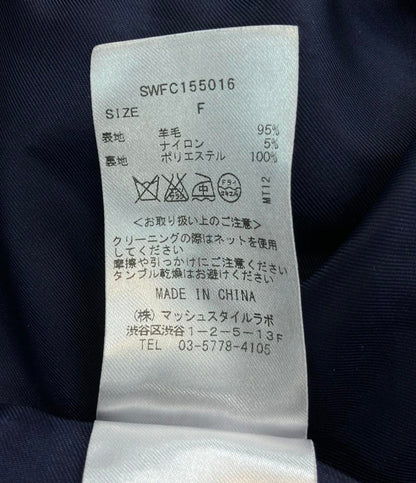 SWFC155016
SIZE F
表地 羊毛 95%
ナイロン 5%
裏地 ポリエステル 100%
MT12
<お取り扱い上のご注意>
クリーニングの際はネットを使用
してください
摩擦や引っかけにご注意ください
タンブル乾燥はお避けください
MADE IN CHINA
(株)マッシュスタイルラボ
渋谷区渋谷1-2-5-13F
TEL 03-5778-4105